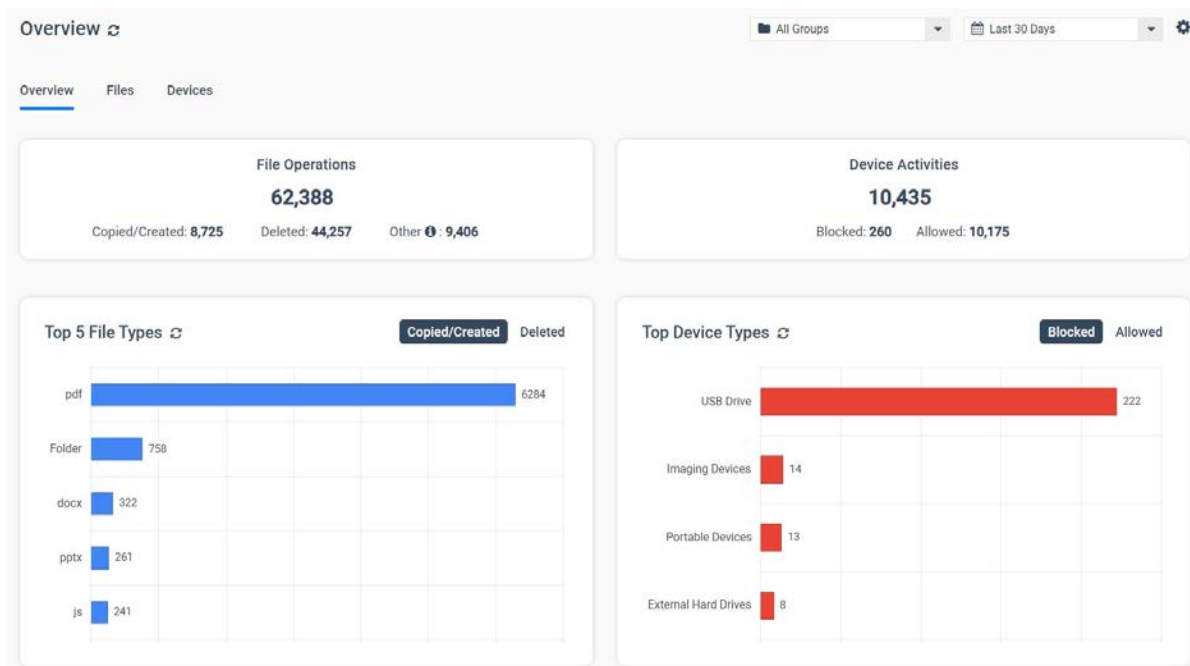 Overview
All Groups
Last 30 Days
Overview Files Devices
File Operations
62,388
Copied/Created: 8,725 Deleted: 44,257 Other : 9,406
Device Activities
10,435
Blocked: 260 Allowed: 10,175
Top 5 File Types Copied/Created Deleted
pdf 6284
Folder 758
docx 322
pptx 261
js 241
Top Device Types Blocked Allowed
USB Drive 222
Imaging Devices 14
Portable Devices 13
External Hard Drives 8